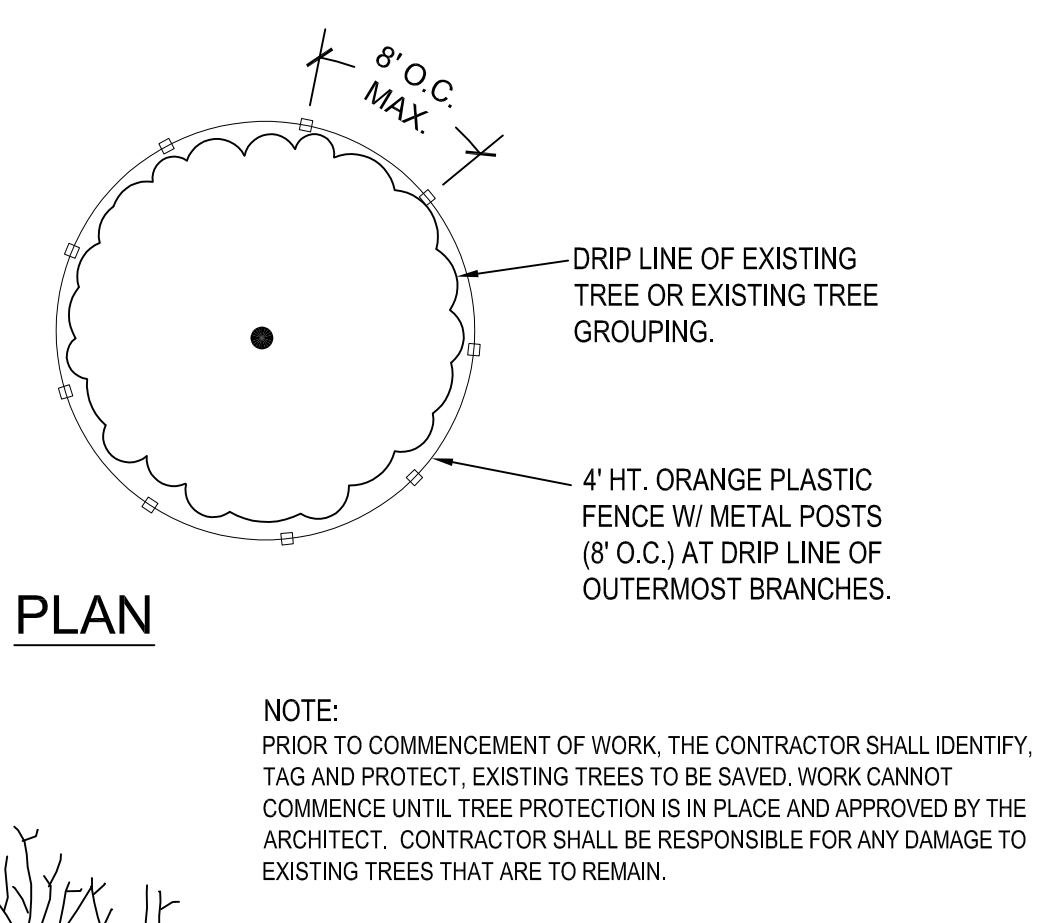 8' O.C.
MAX.
DRIP LINE OF EXISTING
TREE OR EXISTING TREE
GROUPING.
4' HT. ORANGE PLASTIC
FENCE W/ METAL POSTS
(8' O.C.) AT DRIP LINE OF
OUTERMOST BRANCHES.
PLAN
NOTE:
PRIOR TO COMMENCEMENT OF WORK, THE CONTRACTOR SHALL IDENTIFY,
TAG AND PROTECT, EXISTING TREES TO BE SAVED. WORK CANNOT
COMMENCE UNTIL TREE PROTECTION IS IN PLACE AND APPROVED BY THE
ARCHITECT. CONTRACTOR SHALL BE RESPONSIBLE FOR ANY DAMAGE TO
EXISTING TREES THAT ARE TO REMAIN.